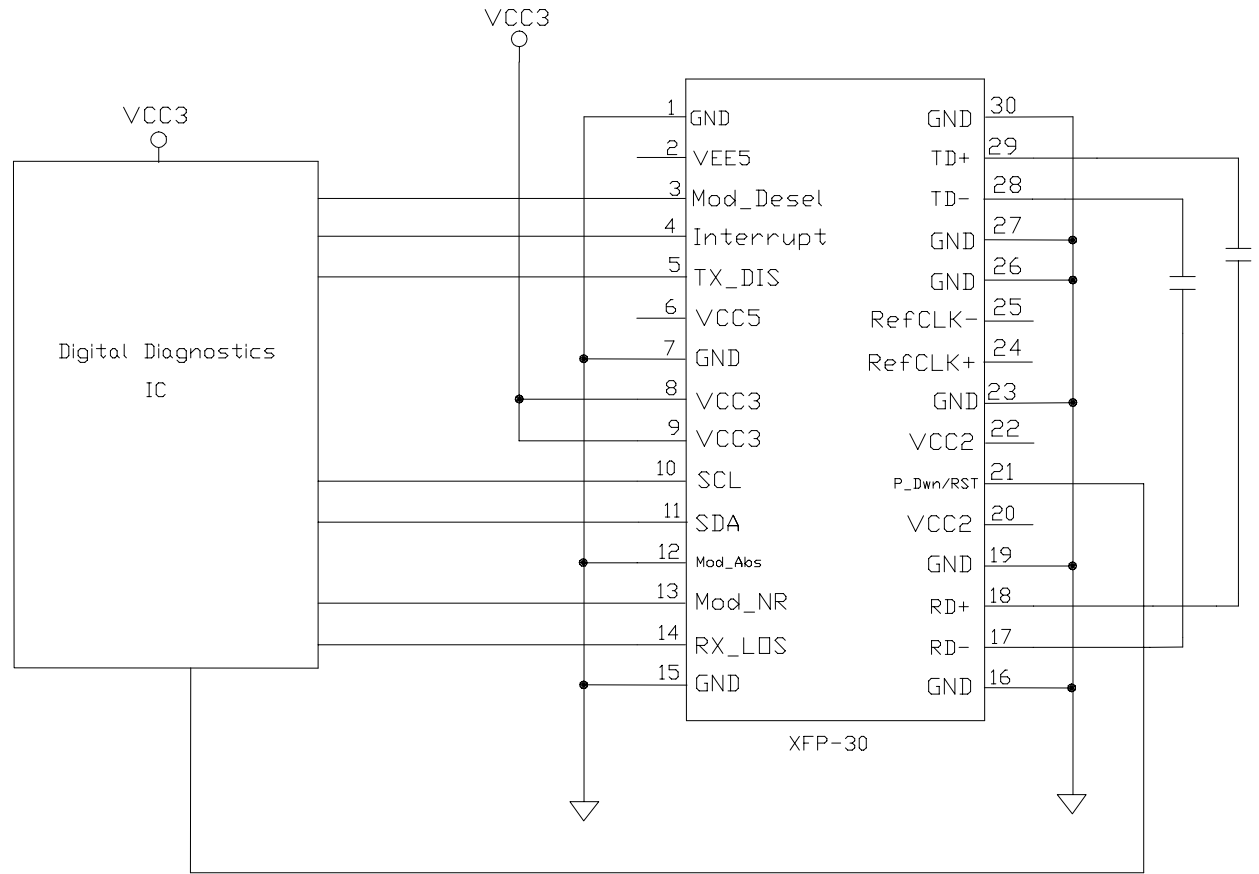 VCC3
VCC3
Digital Diagnostics
IC
1 GND
2 VEE5
3 Mod_Desel
4 Interrupt
5 TX_DIS
6 VCC5
7 GND
8 VCC3
9 VCC3
10 SCL
11 SDA
12 Mod_Abs
13 Mod_NR
14 RX_LOS
15 GND
GND 30
TD+ 29
TD- 28
GND 27
GND 26
RefCLK- 25
RefCLK+ 24
GND 23
VCC2 22
P_Dwn/RST 21
VCC2 20
GND 19
RD+ 18
RD- 17
GND 16
XFP-30